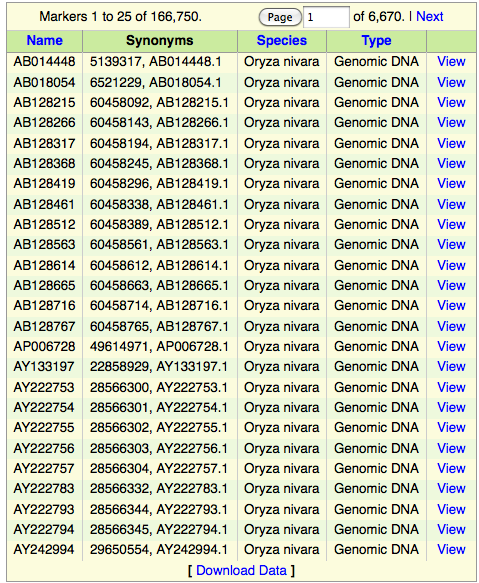 Markers 1 to 25 of 166,750. Page 1 of 6,670. | Next
Name Synonyms Species Type
AB014448 5139317, AB014448.1 Oryza nivara Genomic DNA View
AB018054 6521229, AB018054.1 Oryza nivara Genomic DNA View
AB128215 60458092, AB128215.1 Oryza nivara Genomic DNA View
AB128266 60458143, AB128266.1 Oryza nivara Genomic DNA View
AB128317 60458194, AB128317.1 Oryza nivara Genomic DNA View
AB128368 60458245, AB128368.1 Oryza nivara Genomic DNA View
AB128419 60458296, AB128419.1 Oryza nivara Genomic DNA View
AB128461 60458338, AB128461.1 Oryza nivara Genomic DNA View
AB128512 60458389, AB128512.1 Oryza nivara Genomic DNA View
AB128563 60458561, AB128563.1 Oryza nivara Genomic DNA View
AB128614 60458612, AB128614.1 Oryza nivara Genomic DNA View
AB128665 60458663, AB128665.1 Oryza nivara Genomic DNA View
AB128716 60458714, AB128716.1 Oryza nivara Genomic DNA View
AB128767 60458765, AB128767.1 Oryza nivara Genomic DNA View
AP006728 49614971, AP006728.1 Oryza nivara Genomic DNA View
AY133197 22858929, AY133197.1 Oryza nivara Genomic DNA View
AY222753 28566300, AY222753.1 Oryza nivara Genomic DNA View
AY222754 28566301, AY222754.1 Oryza nivara Genomic DNA View
AY222755 28566302, AY222755.1 Oryza nivara Genomic DNA View
AY222756 28566303, AY222756.1 Oryza nivara Genomic DNA View
AY222757 28566304, AY222757.1 Oryza nivara Genomic DNA View
AY222783 28566332, AY222783.1 Oryza nivara Genomic DNA View
AY222793 28566344, AY222793.1 Oryza nivara Genomic DNA View
AY222794 28566345, AY222794.1 Oryza nivara Genomic DNA View
AY242994 29650554, AY242994.1 Oryza nivara Genomic DNA View
[ Download Data ]